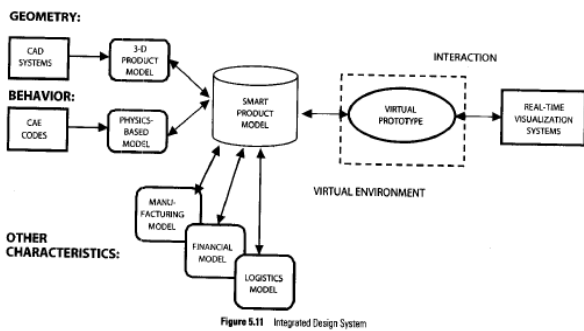 GEOMETRY:
CAD
SYSTEMS
3-D
PRODUCT
MODEL
BEHAVIOR:
CAE
CODES
PHYSICS-
BASED
MODEL
SMART
PRODUCT
MODEL
INTERACTION
VIRTUAL
PROTOTYPE
REAL-TIME
VISUALIZATION
SYSTEMS
VIRTUAL ENVIRONMENT
OTHER
CHARACTERISTICS:
MANU-
FACTURING
MODEL
FINANCIAL
MODEL
LOGISTICS
MODEL
Figure 5.11 Integrated Design System